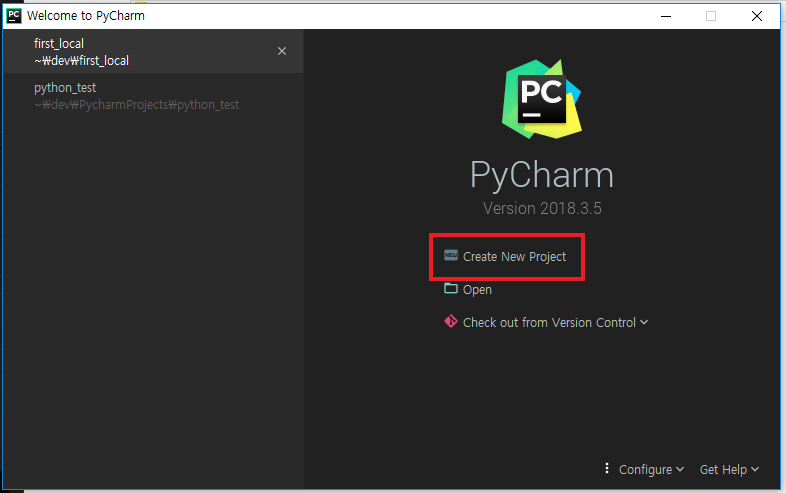 Welcome to PyCharm
first_local
~₩dev₩first_local
python_test
~₩dev₩PycharmProjects₩python_test
PC
PyCharm
Version 2018.3.5
NEW Create New Project
Open
Check out from Version Control
Configure
Get Help